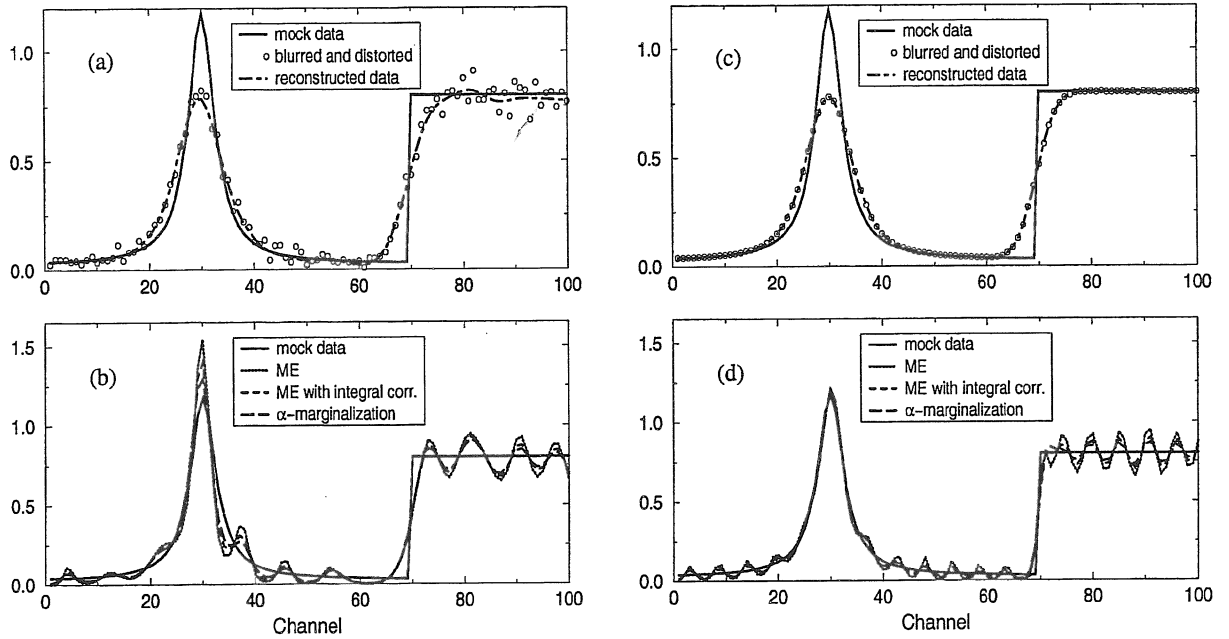 (a)
mock data
blurred and distorted
reconstructed data
1.0
0.5
0.0
0 20 40 60 80 100
(c)
mock data
blurred and distorted
reconstructed data
1.0
0.5
0.0
0 20 40 60 80 100
(b)
mock data
ME
ME with integral corr.
α-marginalization
1.5
1.0
0.5
0.0
0 20 40 60 80 100
Channel
(d)
mock data
ME
ME with integral corr.
α-marginalization
1.5
1.0
0.5
0.0
0 20 40 60 80 100
Channel